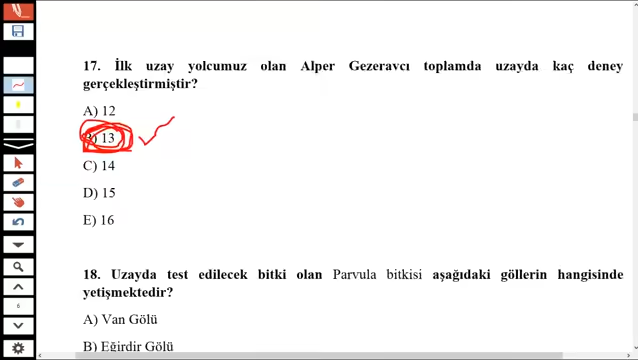 17. İlk uzay yolcumuz olan Alper Gezeravcı toplamda uzayda kaç deney
gerçekleştirmiştir?
A) 12
B) 13
C) 14
D) 15
E) 16
18. Uzayda test edilecek bitki olan Parvula bitkisi aşağıdaki göllerin hangisinde
yetişmektedir?
A) Van Gölü
B) Eğirdir Gölü
6